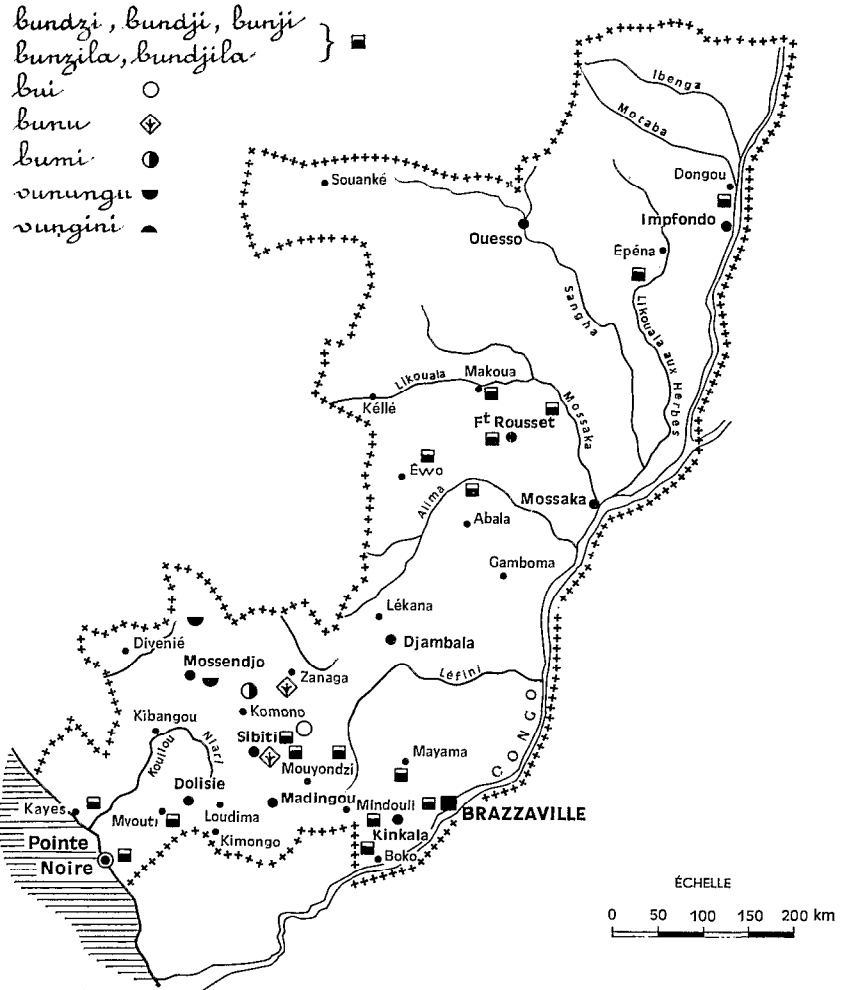 bundzi, bundji, bunji
bunzila, bundjila
bui
bunu
bumi
vunungu
vungini
Ibenga
Motaba
Dongou
Souanké
Impfondo
Ouesso
Épéna
Sangha
Likouala aux Herbes
Likouala
Makoua
Kéllé
Mossaka
Ft Rousset
Éwo
Alima
Mossaka
Abala
Gamboma
Lékana
Divenié
Djambala
Mossendjo
Zanaga
Léfini
Komono
CONGO
Kibangou
Niari
Sibiti
Kouilou
Mouyondzi
Mayama
Dolisie
Kayes
Loudima
Madingou
Mindouli
BRAZZAVILLE
Mvouti
Kimongo
Kinkala
Pointe
Noire
Boko
ÉCHELLE
0 50 100 150 200 km